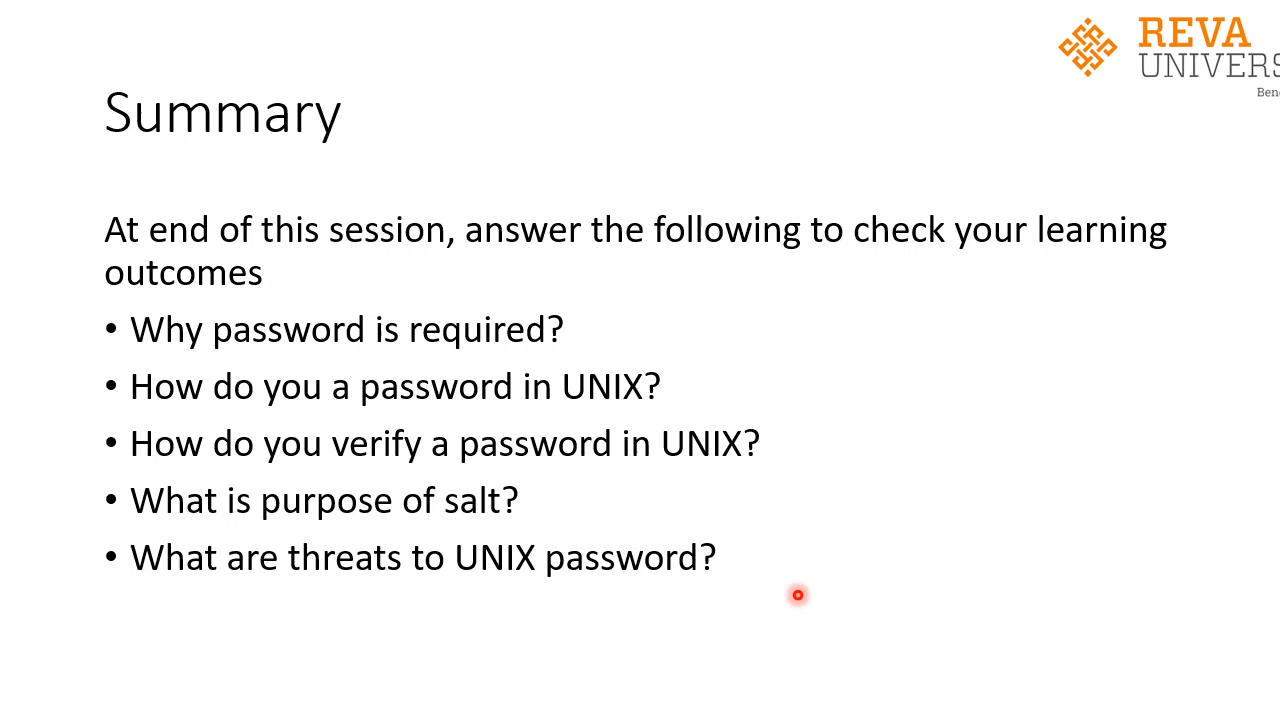 REVA
UNIVERS
Bene
Summary
At end of this session, answer the following to check your learning
outcomes
• Why password is required?
• How do you a password in UNIX?
• How do you verify a password in UNIX?
• What is purpose of salt?
• What are threats to UNIX password?